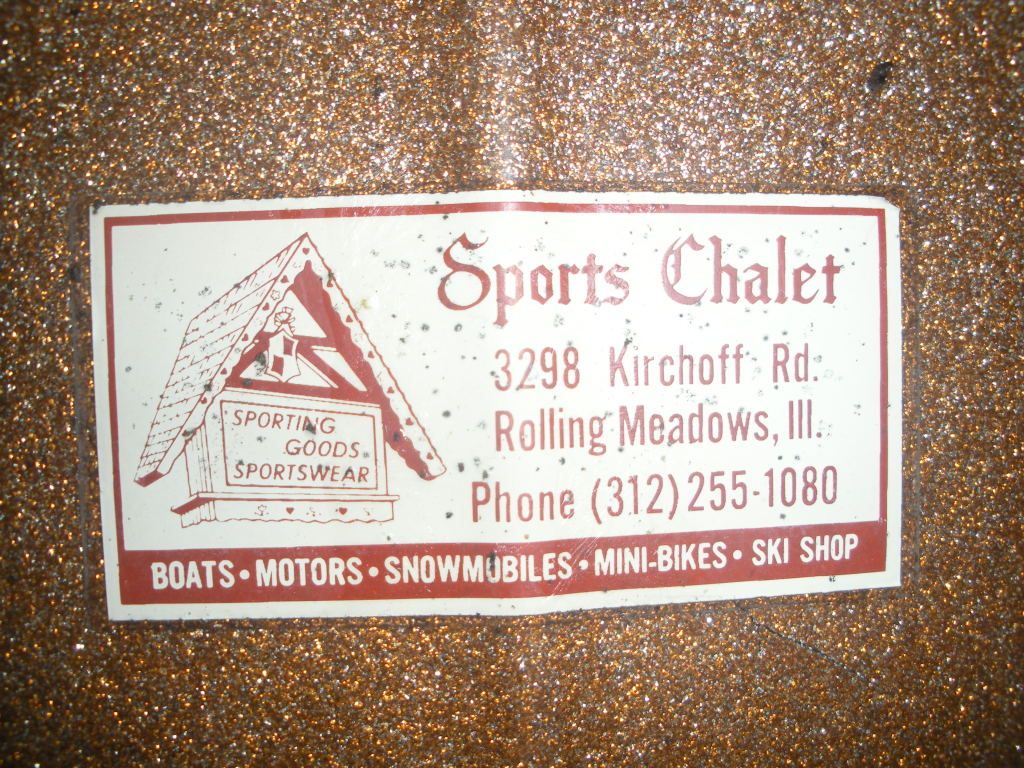 Sports Chalet
3298 Kirchoff Rd.
Rolling Meadows, Ill.
Phone (312) 255-1080
SPORTING
GOODS
SPORTSWEAR
BOATS • MOTORS • SNOWMOBILES • MINI-BIKES • SKI SHOP